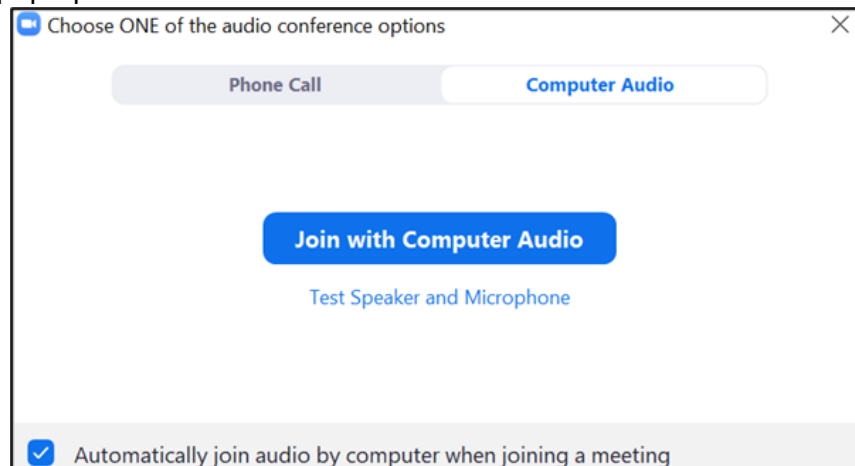 Choose ONE of the audio conference options
Phone Call
Computer Audio
Join with Computer Audio
Test Speaker and Microphone
Automatically join audio by computer when joining a meeting